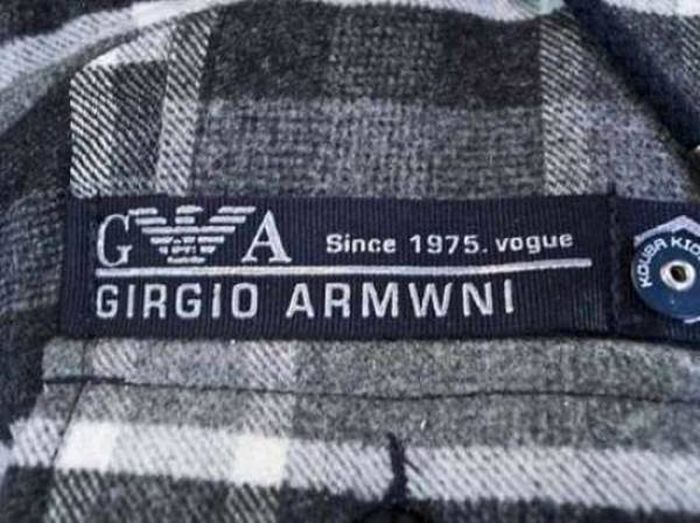 G A Since 1975. vogue
GIRGIO ARMWNI